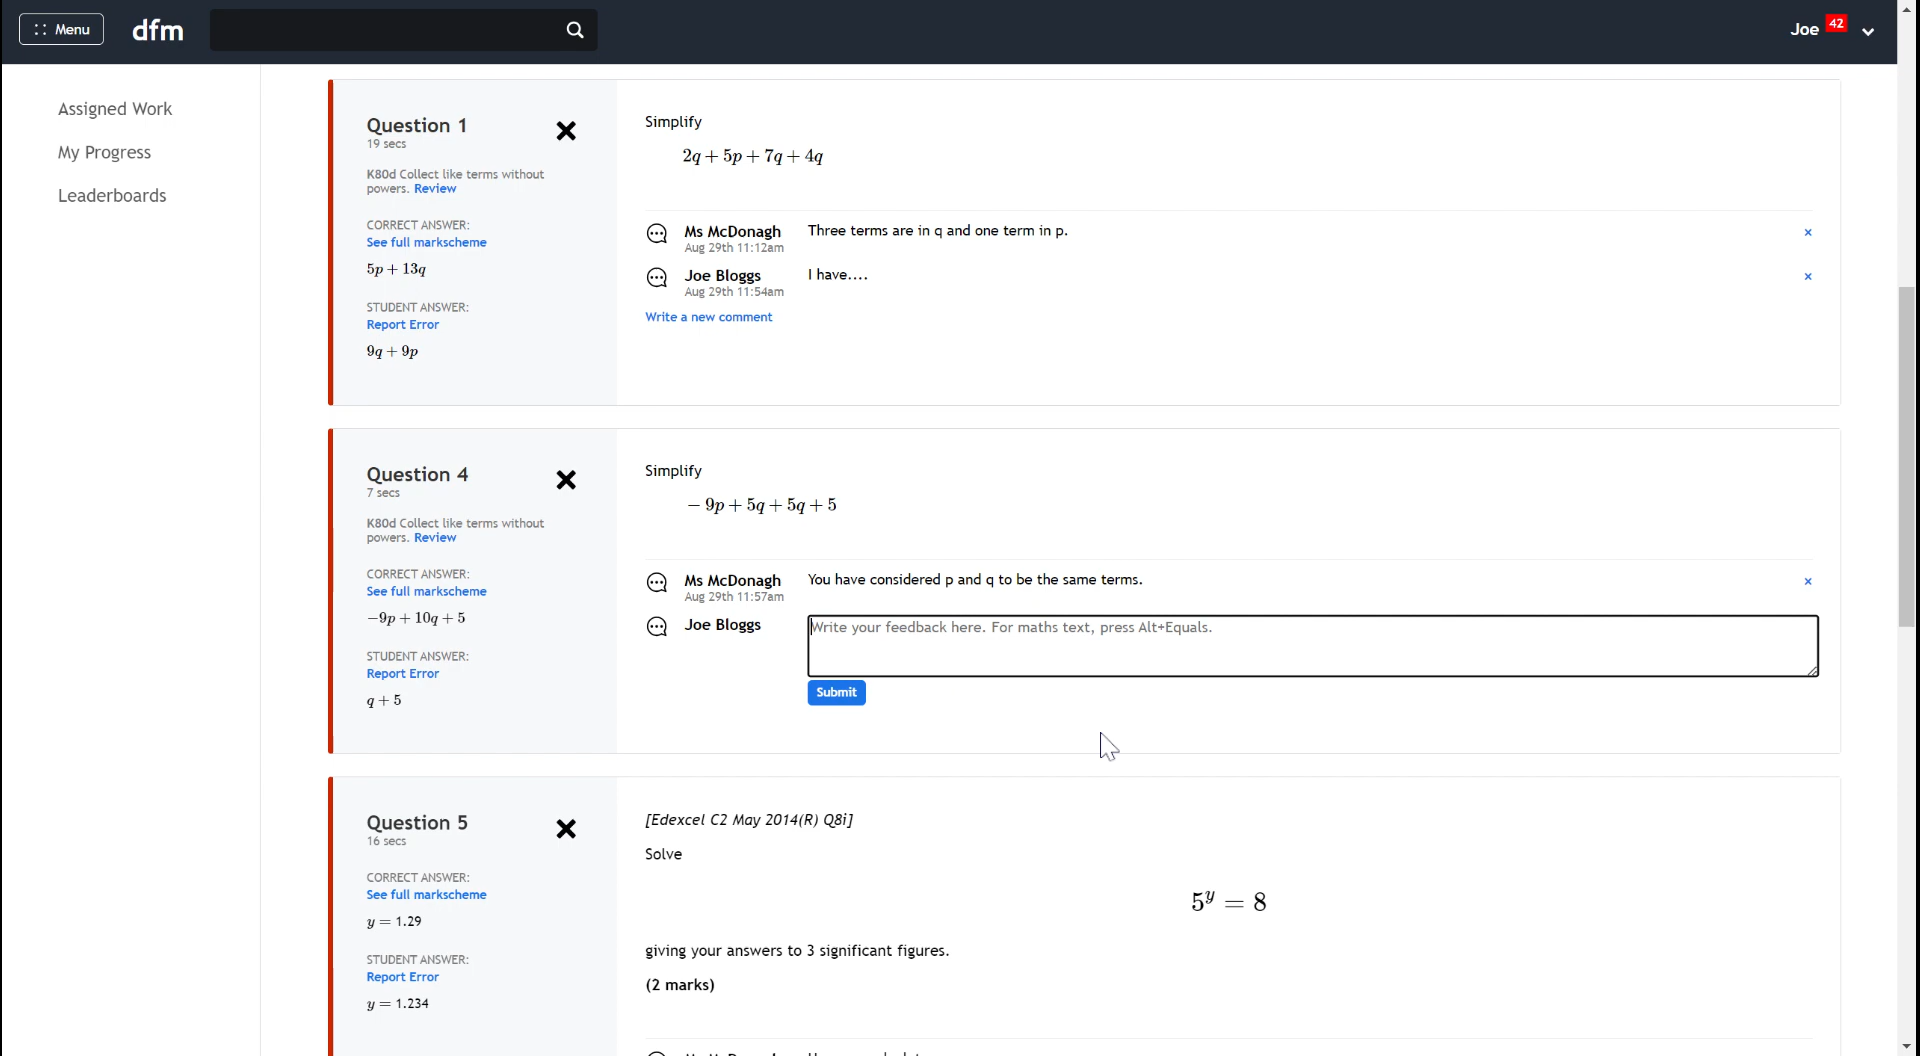 Menu
dfm
Joe 42
Assigned Work
My Progress
Leaderboards
Question 1
19 secs
K80d Collect like terms without
powers. Review
CORRECT ANSWER:
See full markscheme
5p + 13q
STUDENT ANSWER:
Report Error
9q + 9p
Simplify
2q + 5p + 7q + 4q
Ms McDonagh Three terms are in q and one term in p.
Aug 29th 11:12am
Joe Bloggs I have....
Aug 29th 11:54am
Write a new comment
Question 4
7 secs
K80d Collect like terms without
powers. Review
CORRECT ANSWER:
See full markscheme
−9p + 10q + 5
STUDENT ANSWER:
Report Error
q + 5
Simplify
− 9p + 5q + 5q + 5
Ms McDonagh You have considered p and q to be the same terms.
Aug 29th 11:57am
Joe Bloggs Write your feedback here. For maths text, press Alt+Equals.
Submit
Question 5
16 secs
CORRECT ANSWER:
See full markscheme
y = 1.29
STUDENT ANSWER:
Report Error
y = 1.234
[Edexcel C2 May 2014(R) Q8i]
Solve
5^y = 8
giving your answers to 3 significant figures.
(2 marks)